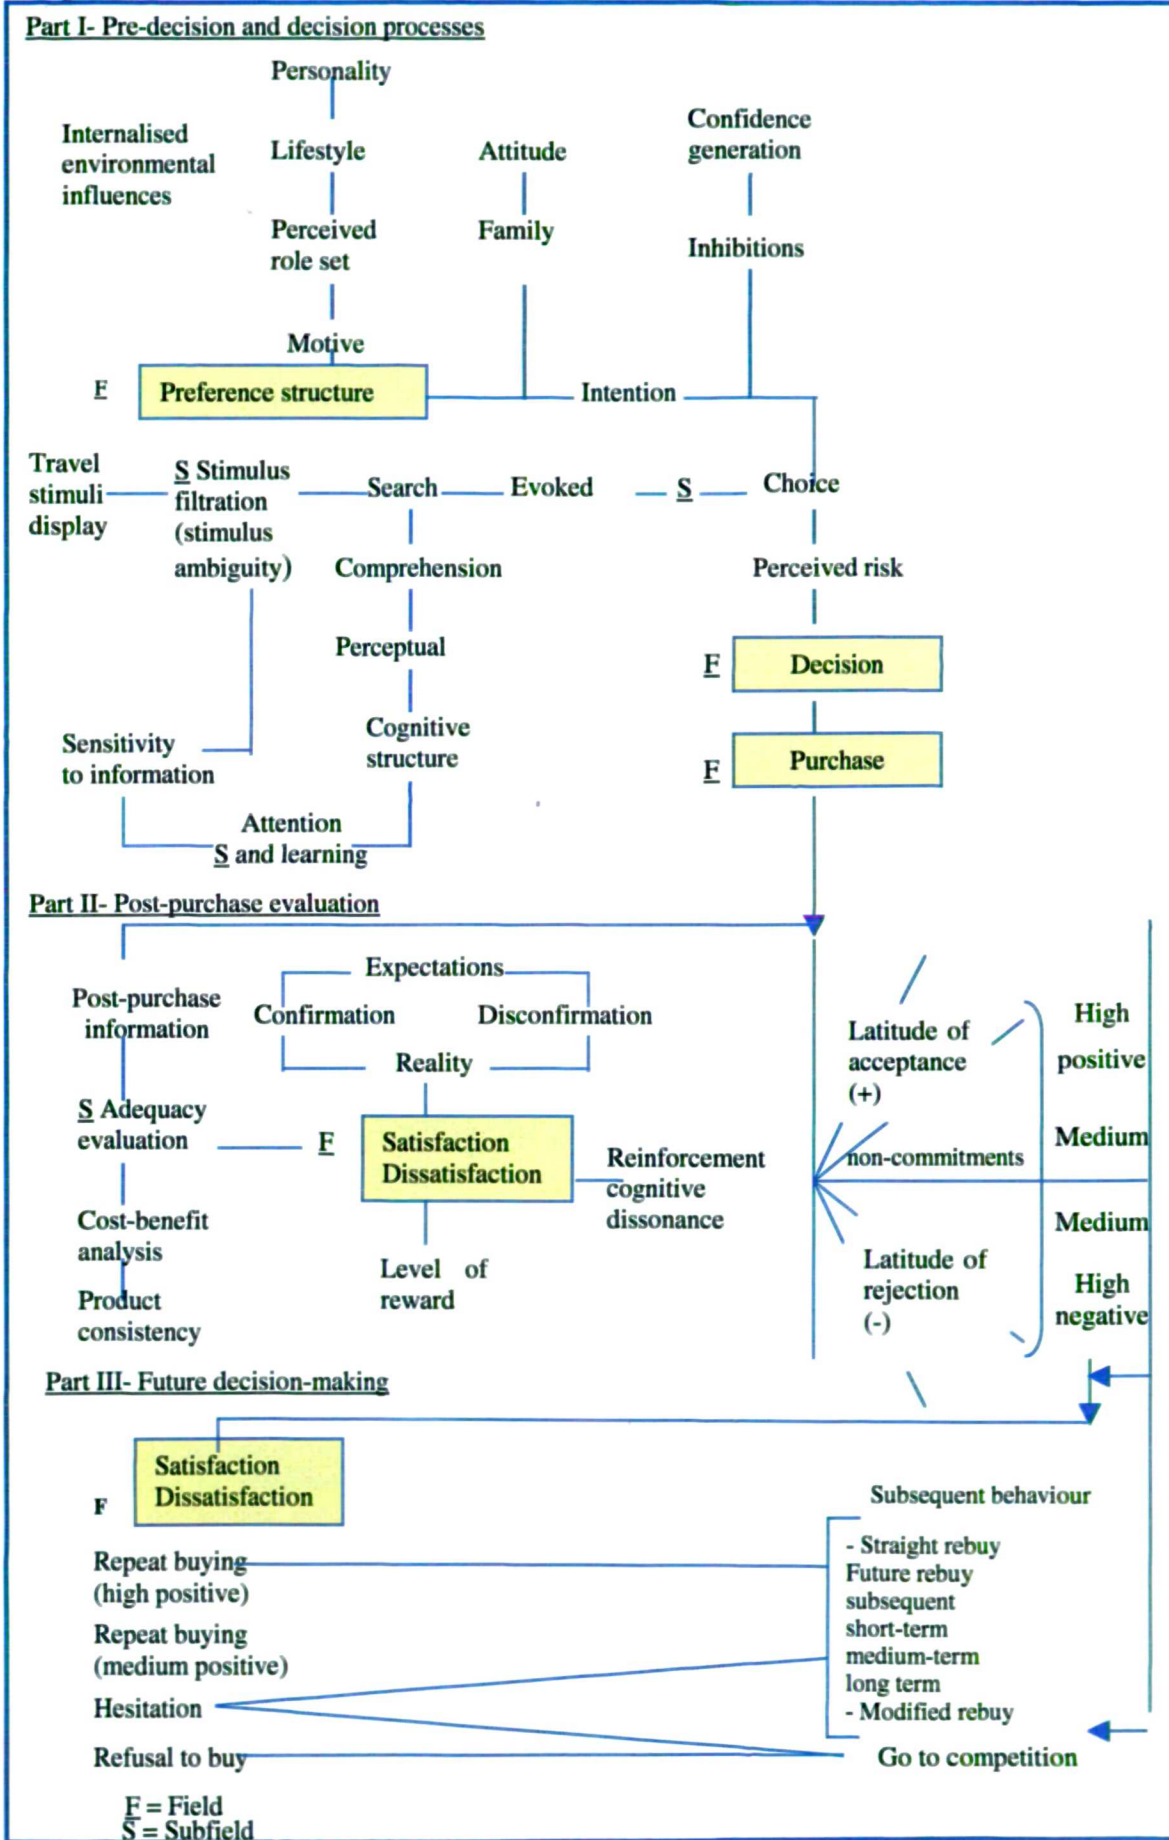 Part I- Pre-decision and decision processes
Personality
Internalised
environmental
influences
Lifestyle
Attitude
Confidence
generation
Perceived
role set
Family
Inhibitions
Motive
F
Preference structure
Intention
Travel
stimuli
display
S Stimulus
filtration
(stimulus
ambiguity)
Search
Evoked
S
Choice
Comprehension
Perceived risk
Perceptual
F
Decision
Cognitive
structure
Sensitivity
to information
F
Purchase
Attention
S and learning
Part II- Post-purchase evaluation
Expectations
Post-purchase
information
Confirmation
Disconfirmation
Reality
Latitude of
acceptance
(+)
High
positive
S Adequacy
evaluation
F
Satisfaction
Dissatisfaction
Reinforcement
cognitive
dissonance
non-commitments
Medium
Medium
Cost-benefit
analysis
Level of
reward
Latitude of
rejection
(-)
High
negative
Product
consistency
Part III- Future decision-making
Satisfaction
Dissatisfaction
F
Subsequent behaviour
Repeat buying
(high positive)
- Straight rebuy
Future rebuy
subsequent
short-term
medium-term
long term
- Modified rebuy
Repeat buying
(medium positive)
Hesitation
Refusal to buy
Go to competition
F = Field
S = Subfield